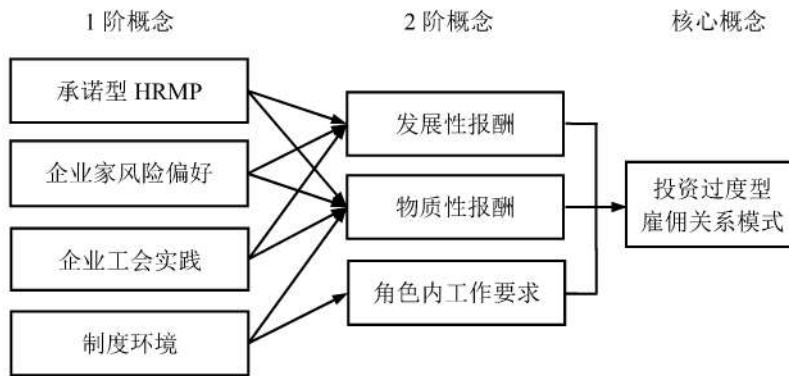 1 阶概念
2 阶概念
核心概念
承诺型 HRMP
企业家风险偏好
企业工会实践
制度环境
发展性报酬
物质性报酬
角色内工作要求
投资过度型
雇佣关系模式